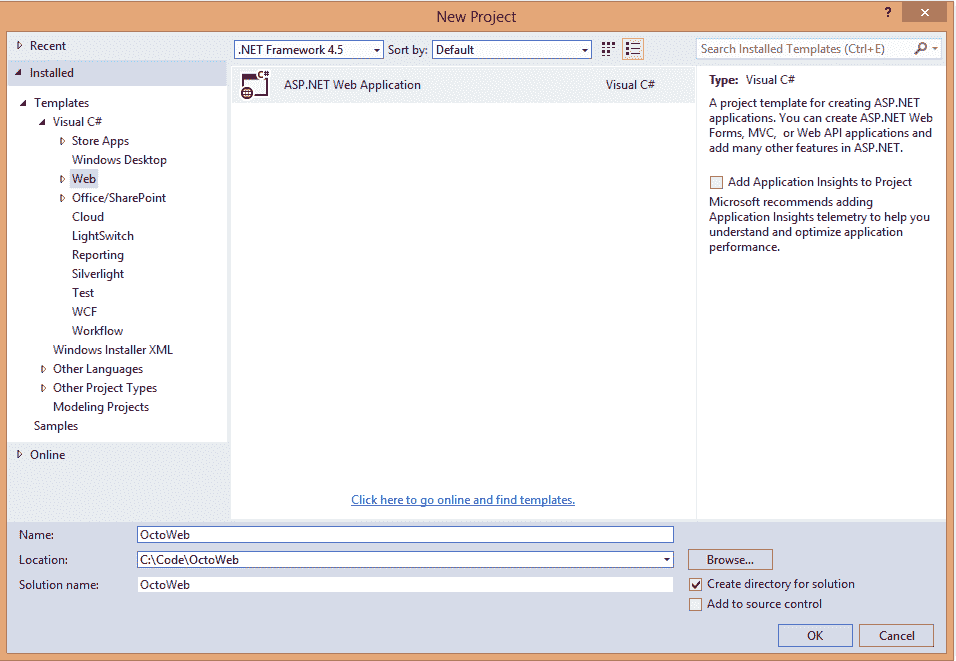 New Project
?
Recent
Installed
Templates
Visual C#
Store Apps
Windows Desktop
Web
Office/SharePoint
Cloud
LightSwitch
Reporting
Silverlight
Test
WCF
Workflow
Windows Installer XML
Other Languages
Other Project Types
Modeling Projects
Samples
Online
.NET Framework 4.5
Sort by: Default
C#
ASP.NET Web Application Visual C#
Click here to go online and find templates.
Search Installed Templates (Ctrl+E)
Type: Visual C#
A project template for creating ASP.NET
applications. You can create ASP.NET Web
Forms, MVC, or Web API applications and
add many other features in ASP.NET.
Add Application Insights to Project
Microsoft recommends adding
Application Insights telemetry to help you
understand and optimize application
performance.
Name: OctoWeb
Location: C:\Code\OctoWeb
Browse...
Solution name: OctoWeb
Create directory for solution
Add to source control
OK Cancel